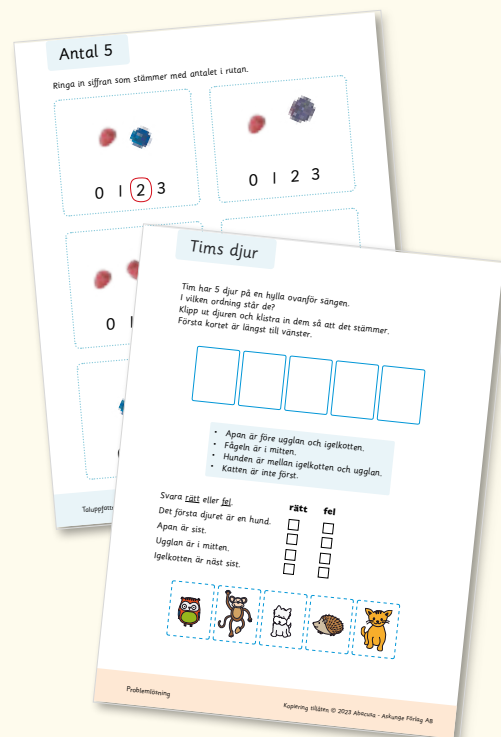 Antal 5
Ringa in siffran som stämmer med antalet i rutan.
0 1 2 3
0 1 2 3
0 1
Tims djur
Tim har 5 djur på en hylla ovanför sängen.
I vilken ordning står de?
Klipp ut djuren och klistra in dem så att det stämmer.
Första kortet är längst till vänster.
• Apan är före ugglan och igelkotten.
• Fågeln är i mitten.
• Hunden är mellan igelkotten och ugglan.
• Katten är inte först.
Svara rätt eller fel.
rätt fel
Det första djuret är en hund.
Apan är sist.
Ugglan är i mitten.
Igelkotten är näst sist.
Problemlösning
Kopiering tillåten © 2023 Abacusa - Askunge Förlag AB